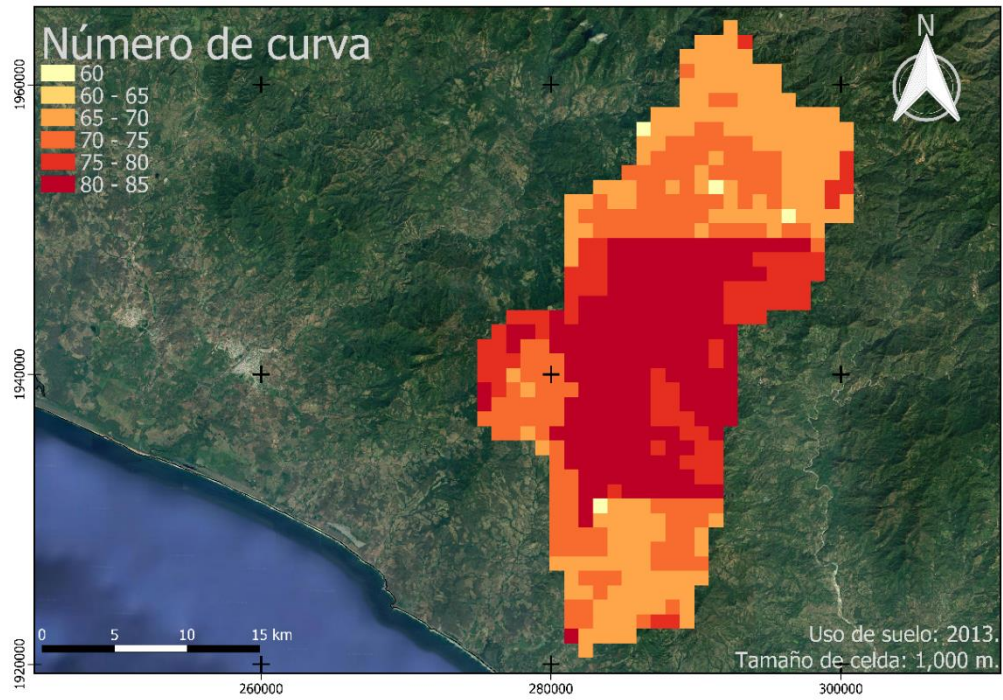 Número de curva
60
60 - 65
65 - 70
70 - 75
75 - 80
80 - 85
N
1960000
1940000
1920000
0 5 10 15 km
Uso de suelo: 2013.
Tamaño de celda: 1,000 m.
260000 280000 300000